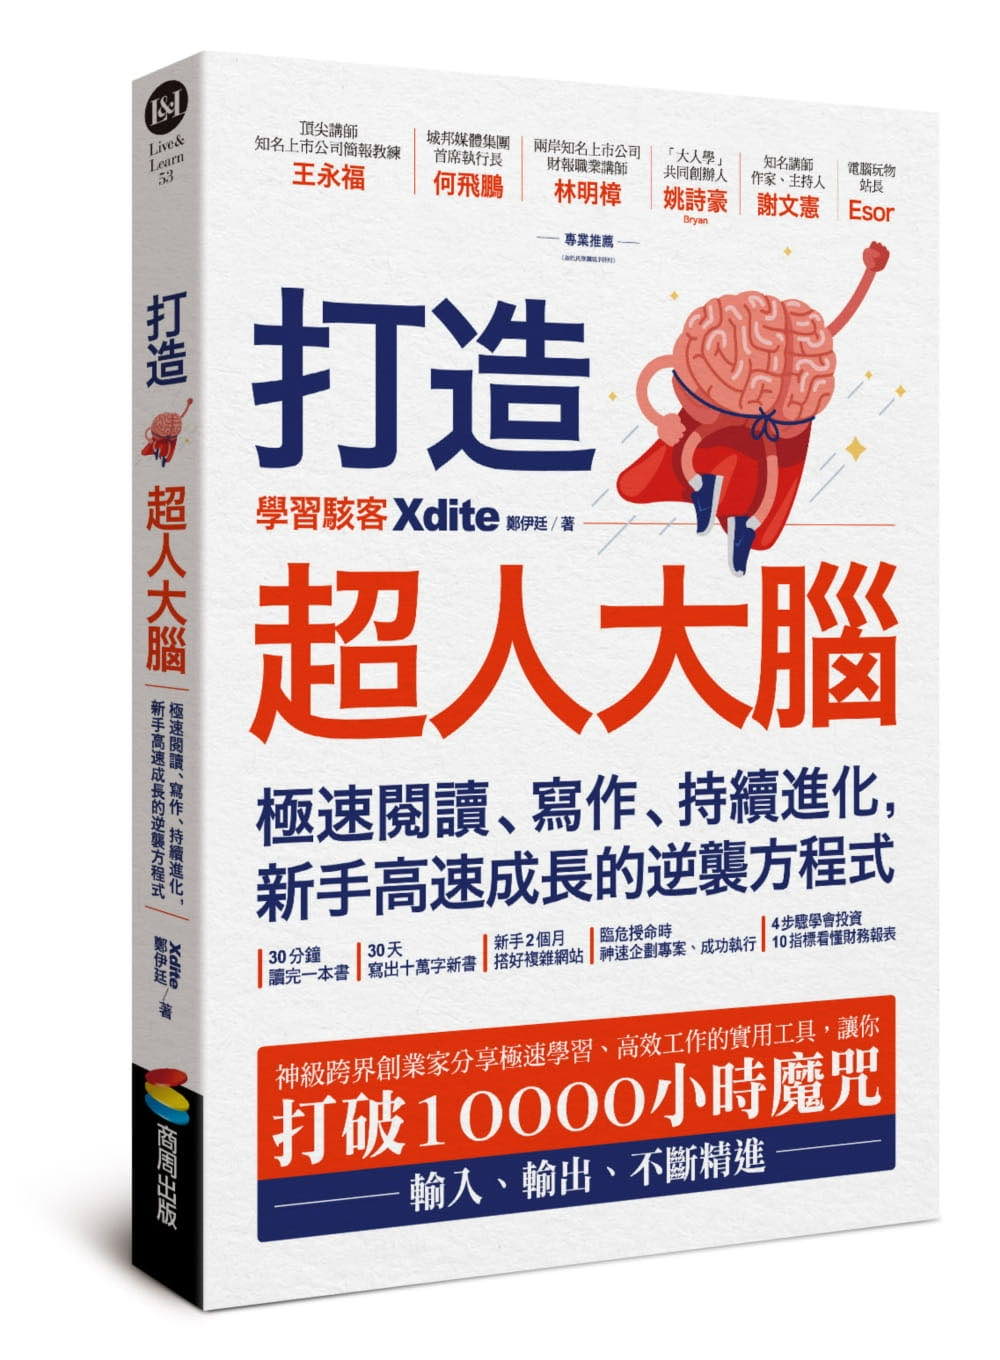 L&L
Live&
Learn
53
打造
超人大腦
極速閱讀、寫作、持續進化,
新手高速成長的逆襲方程式
Xdite
鄭伊廷/著
商周出版
頂尖講師
知名上市公司簡報教練
王永福
城邦媒體集團
首席執行長
何飛鵬
兩岸知名上市公司
財報職業講師
林明樟
「大人學」
共同創辦人
姚詩豪
Bryan
知名講師
作家、主持人
謝文憲
電腦玩物
站長
Esor
專業推薦
打造
學習駭客 Xdite 鄭伊廷/著
超人大腦
極速閱讀、寫作、持續進化,
新手高速成長的逆襲方程式
30分鐘
讀完一本書
30天
寫出十萬字新書
新手2個月
搭好複雜網站
臨危授命時
神速企劃專案、成功執行
4步驟學會投資
10指標看懂財務報表
神級跨界創業家分享極速學習、高效工作的實用工具,讓你
打破10000小時魔咒
輸入、輸出、不斷精進